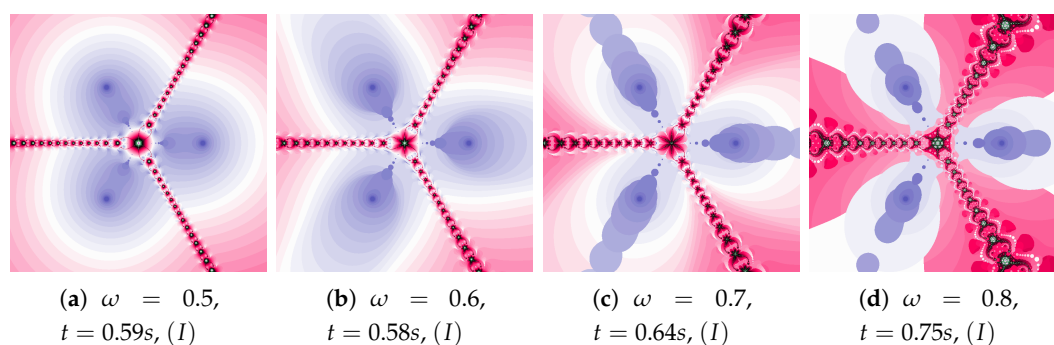 (a) ω = 0.5,
t = 0.59s, (I)
(b) ω = 0.6,
t = 0.58s, (I)
(c) ω = 0.7,
t = 0.64s, (I)
(d) ω = 0.8,
t = 0.75s, (I)